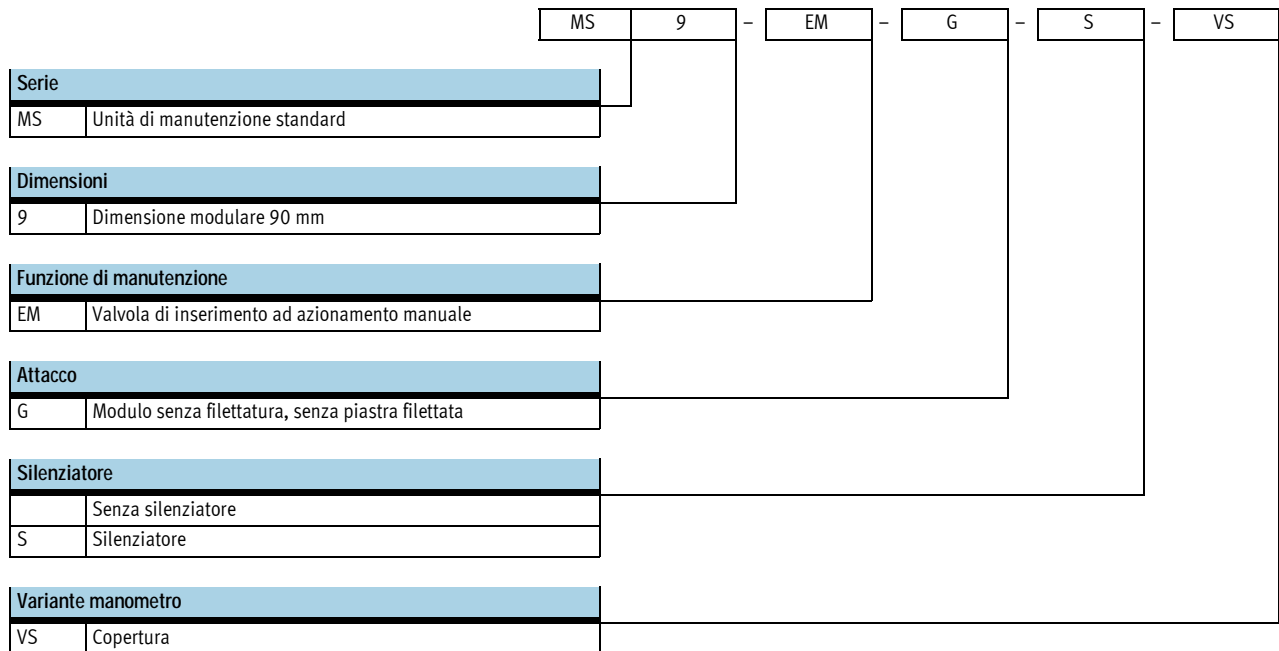 MS 9 – EM – G – S – VS
Serie
MS Unità di manutenzione standard
Dimensioni
9 Dimensione modulare 90 mm
Funzione di manutenzione
EM Valvola di inserimento ad azionamento manuale
Attacco
G Modulo senza filettatura, senza piastra filettata
Silenziatore
Senza silenziatore
S Silenziatore
Variante manometro
VS Copertura